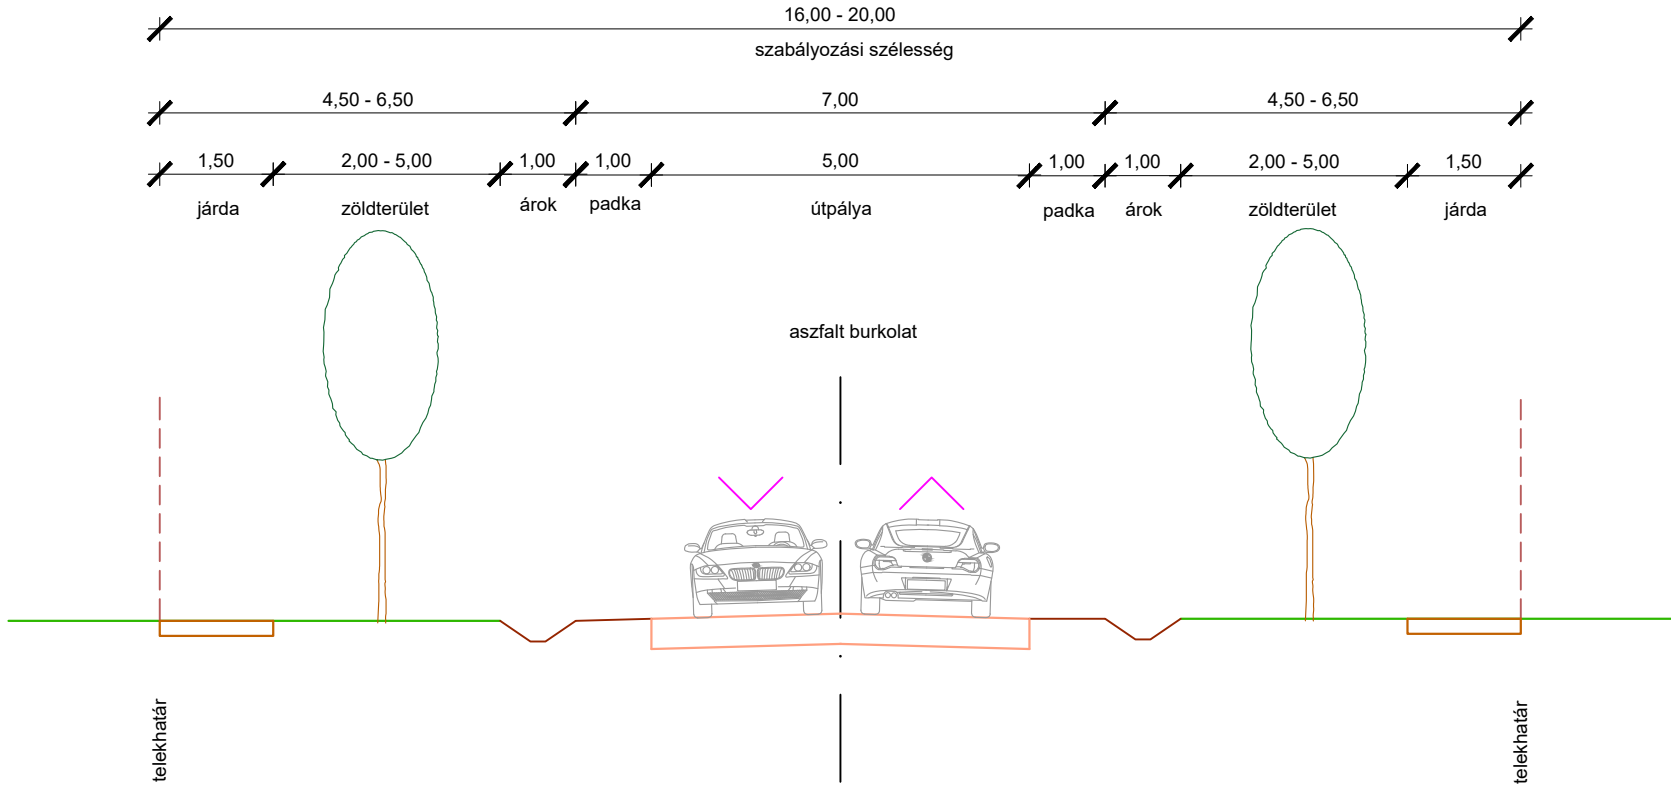 16,00 - 20,00
szabályozási szélesség
4,50 - 6,50 7,00 4,50 - 6,50
1,50 2,00 - 5,00 1,00 1,00 5,00 1,00 1,00 2,00 - 5,00 1,50
járda zöldterület árok padka útpálya padka árok zöldterület járda
aszfalt burkolat
telekhatár
telekhatár